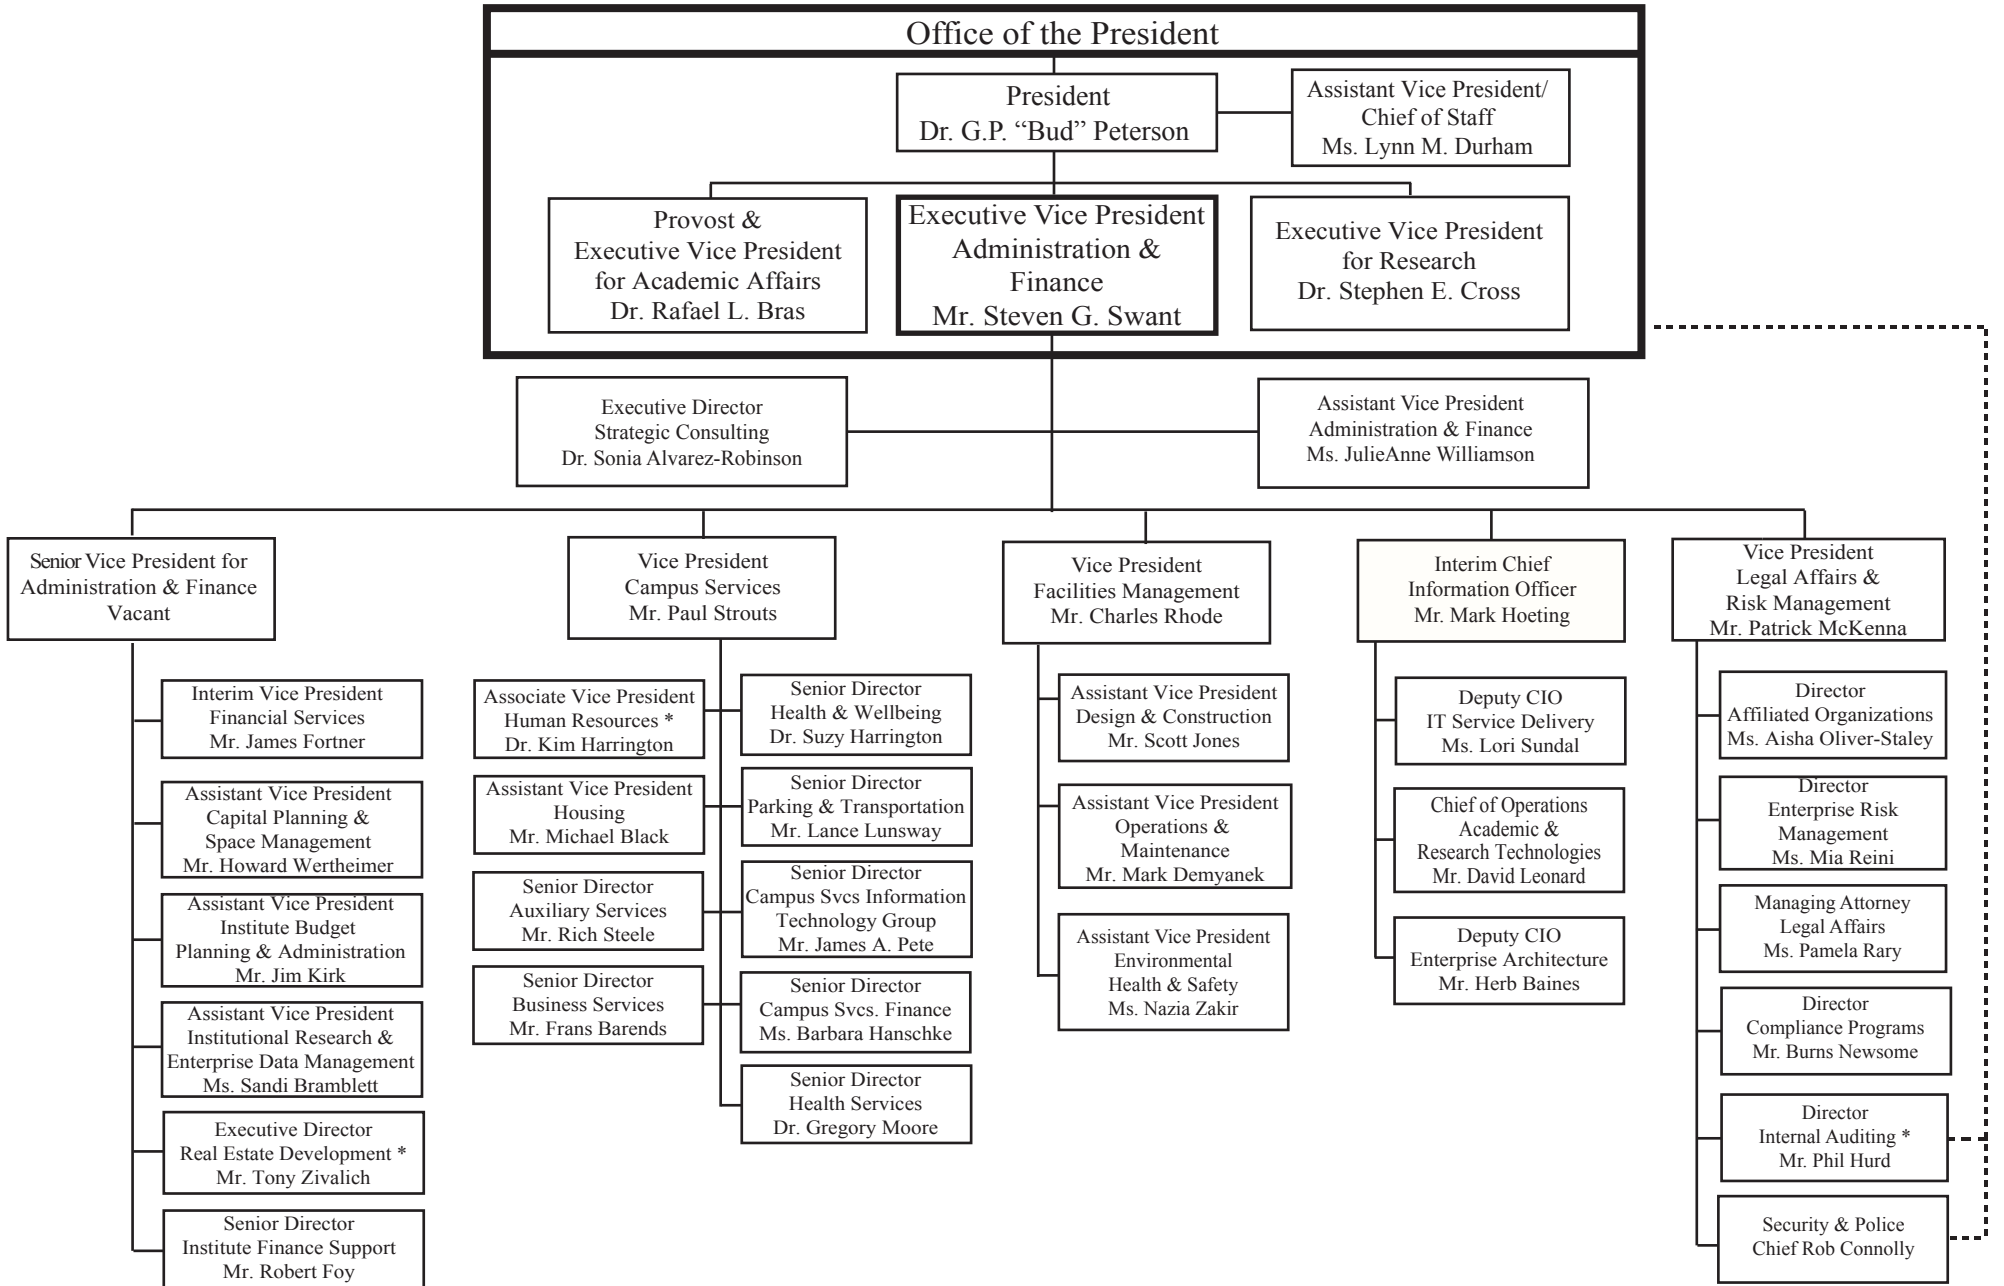 Office of the President
President
Dr. G.P. “Bud” Peterson
Assistant Vice President/
Chief of Staff
Ms. Lynn M. Durham
Provost &
Executive Vice President
for Academic Affairs
Dr. Rafael L. Bras
Executive Vice President
Administration &
Finance
Mr. Steven G. Swant
Executive Vice President
for Research
Dr. Stephen E. Cross
Executive Director
Strategic Consulting
Dr. Sonia Alvarez-Robinson
Assistant Vice President
Administration & Finance
Ms. JulieAnne Williamson
Senior Vice President for
Administration & Finance
Vacant
Interim Vice President
Financial Services
Mr. James Fortner
Assistant Vice President
Capital Planning &
Space Management
Mr. Howard Wertheimer
Assistant Vice President
Institute Budget
Planning & Administration
Mr. Jim Kirk
Assistant Vice President
Institutional Research &
Enterprise Data Management
Ms. Sandi Bramblett
Executive Director
Real Estate Development *
Mr. Tony Zivalich
Senior Director
Institute Finance Support
Mr. Robert Foy
Vice President
Campus Services
Mr. Paul Strouts
Associate Vice President
Human Resources *
Dr. Kim Harrington
Assistant Vice President
Housing
Mr. Michael Black
Senior Director
Auxiliary Services
Mr. Rich Steele
Senior Director
Business Services
Mr. Frans Barends
Senior Director
Health & Wellbeing
Dr. Suzy Harrington
Senior Director
Parking & Transportation
Mr. Lance Lunsway
Senior Director
Campus Svcs Information
Technology Group
Mr. James A. Pete
Senior Director
Campus Svcs. Finance
Ms. Barbara Hanschke
Senior Director
Health Services
Dr. Gregory Moore
Vice President
Facilities Management
Mr. Charles Rhode
Assistant Vice President
Design & Construction
Mr. Scott Jones
Assistant Vice President
Operations &
Maintenance
Mr. Mark Demyanek
Assistant Vice President
Environmental
Health & Safety
Ms. Nazia Zakir
Interim Chief
Information Officer
Mr. Mark Hoeting
Deputy CIO
IT Service Delivery
Ms. Lori Sundal
Chief of Operations
Academic &
Research Technologies
Mr. David Leonard
Deputy CIO
Enterprise Architecture
Mr. Herb Baines
Vice President
Legal Affairs &
Risk Management
Mr. Patrick McKenna
Director
Affiliated Organizations
Ms. Aisha Oliver-Staley
Director
Enterprise Risk
Management
Ms. Mia Reini
Managing Attorney
Legal Affairs
Ms. Pamela Rary
Director
Compliance Programs
Mr. Burns Newsome
Director
Internal Auditing *
Mr. Phil Hurd
Security & Police
Chief Rob Connolly